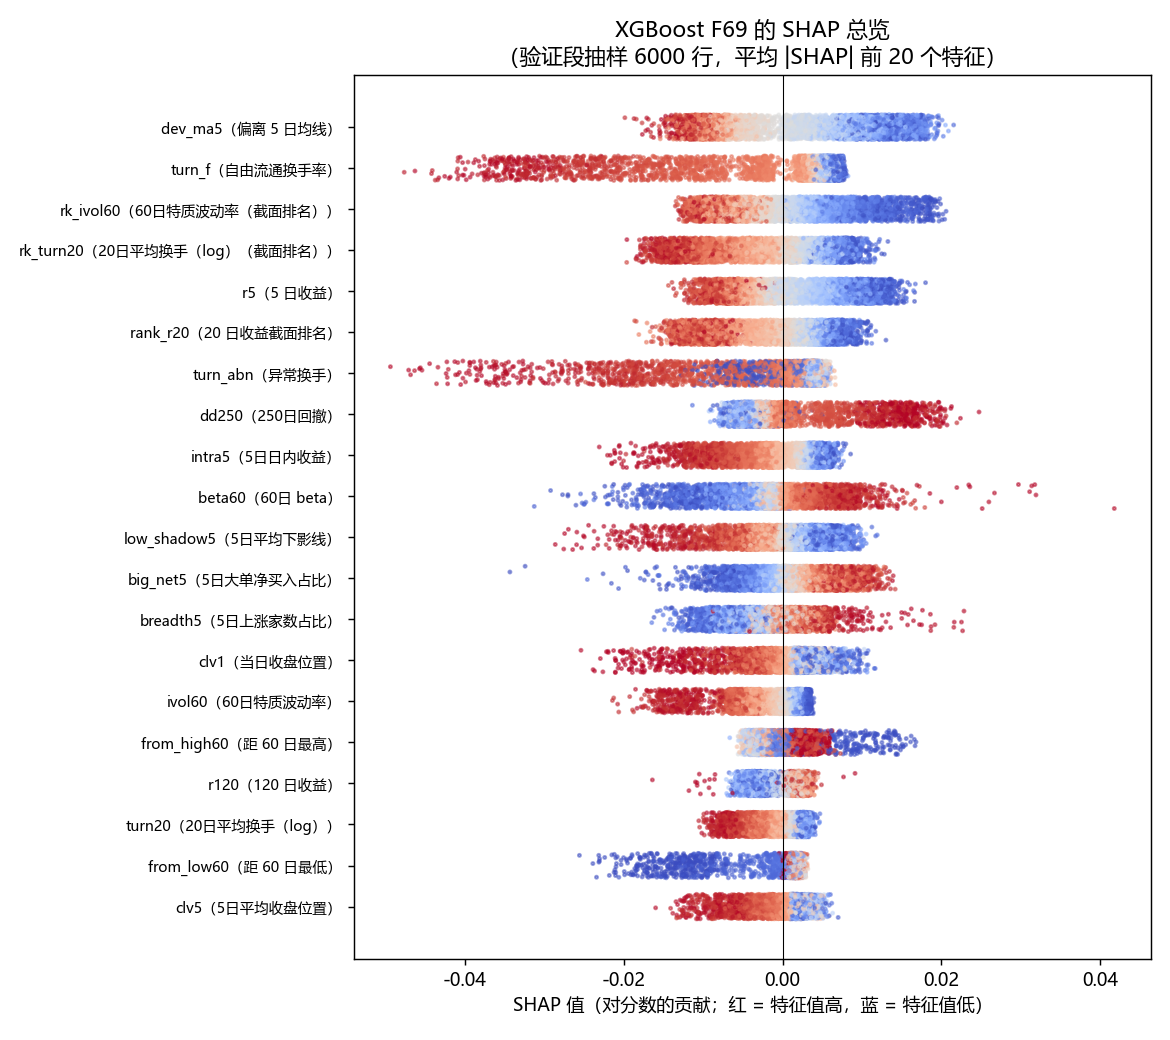 XGBoost F69 的 SHAP 总览
（验证段抽样 6000 行，平均 |SHAP| 前 20 个特征）
dev_ma5（偏离 5 日均线）
turn_f（自由流通换手率）
rk_ivol60（60日特质波动率（截面排名））
rk_turn20（20日平均换手（log）（截面排名））
r5（5 日收益）
rank_r20（20 日收益截面排名）
turn_abn（异常换手）
dd250（250日回撤）
intra5（5日日内收益）
beta60（60日 beta）
low_shadow5（5日平均下影线）
big_net5（5日大单净买入占比）
breadth5（5日上涨家数占比）
clv1（当日收盘位置）
ivol60（60日特质波动率）
from_high60（距 60 日最高）
r120（120 日收益）
turn20（20日平均换手（log））
from_low60（距 60 日最低）
clv5（5日平均收盘位置）
-0.04 -0.02 0.00 0.02 0.04
SHAP 值（对分数的贡献；红 = 特征值高，蓝 = 特征值低）